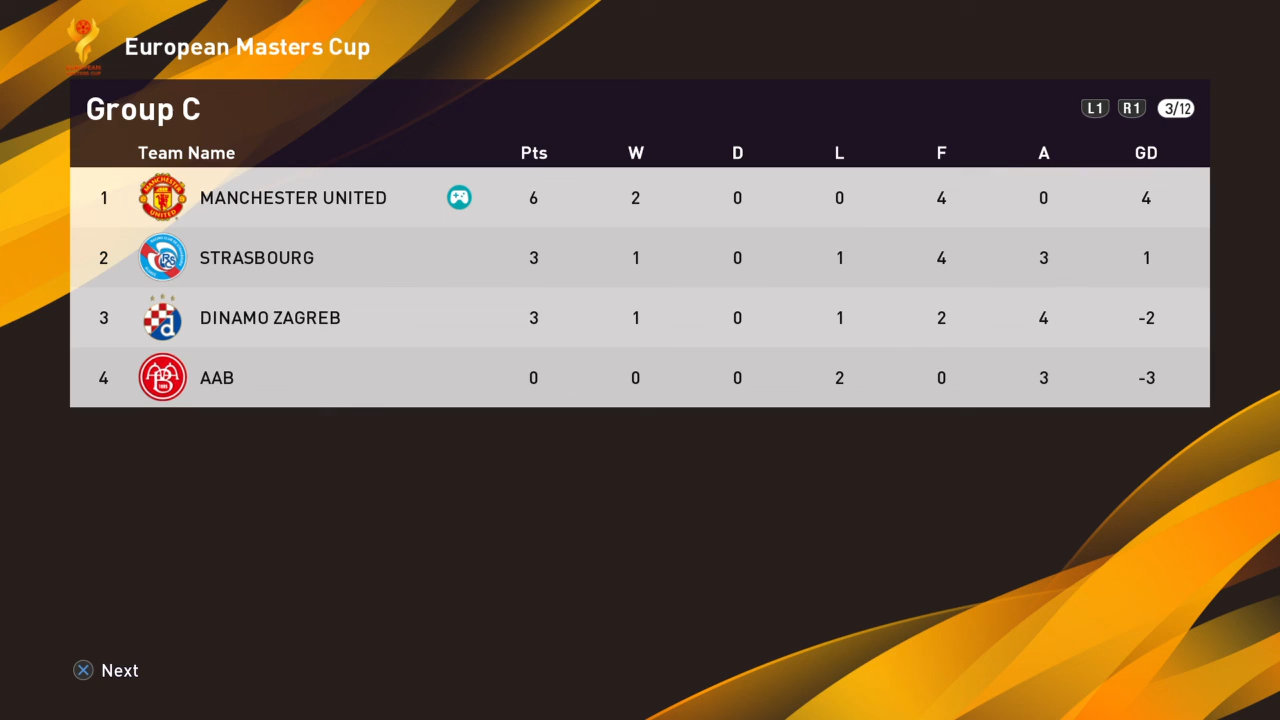 European Masters Cup
Group C
L1 R1 3/12
Team Name Pts W D L F A GD
1 MANCHESTER UNITED 6 2 0 0 4 0 4
2 STRASBOURG 3 1 0 1 4 3 1
3 DINAMO ZAGREB 3 1 0 1 2 4 -2
4 AAB 0 0 0 2 0 3 -3
Next